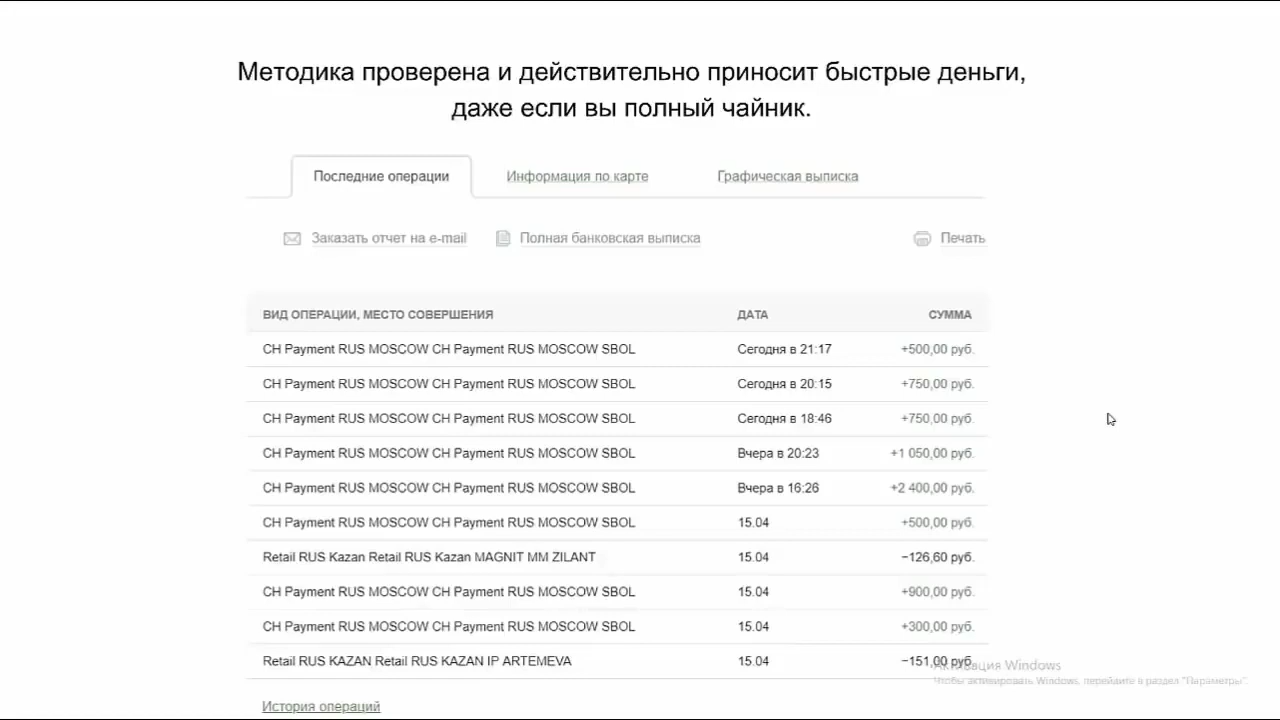 Методика проверена и действительно приносит быстрые деньги,
даже если вы полный чайник.
Последние операции Информация по карте Графическая выписка
Заказать отчет на e-mail Полная банковская выписка Печать
ВИД ОПЕРАЦИИ, МЕСТО СОВЕРШЕНИЯ ДАТА СУММА
CH Payment RUS MOSCOW CH Payment RUS MOSCOW SBOL Сегодня в 21:17 +500,00 руб.
CH Payment RUS MOSCOW CH Payment RUS MOSCOW SBOL Сегодня в 20:15 +750,00 руб.
CH Payment RUS MOSCOW CH Payment RUS MOSCOW SBOL Сегодня в 18:46 +750,00 руб.
CH Payment RUS MOSCOW CH Payment RUS MOSCOW SBOL Вчера в 20:23 +1 050,00 руб.
CH Payment RUS MOSCOW CH Payment RUS MOSCOW SBOL Вчера в 16:26 +2 400,00 руб.
CH Payment RUS MOSCOW CH Payment RUS MOSCOW SBOL 15.04 +500,00 руб.
Retail RUS Kazan Retail RUS Kazan MAGNIT MM ZILANT 15.04 −126,60 руб.
CH Payment RUS MOSCOW CH Payment RUS MOSCOW SBOL 15.04 +900,00 руб.
CH Payment RUS MOSCOW CH Payment RUS MOSCOW SBOL 15.04 +300,00 руб.
Retail RUS KAZAN Retail RUS KAZAN IP ARTEMEVA 15.04 −151,00 руб.
Активация Windows
Чтобы активировать Windows, перейдите в раздел "Параметры".
История операций